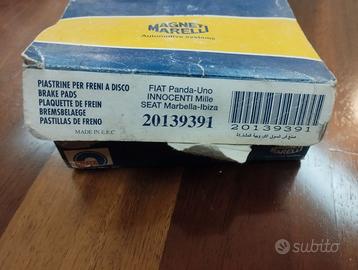 MAGNETI
MARELLI
Automotive systems
PIASTRINE PER FRENI A DISCO
BRAKE PADS
PLAQUETTE DE FREIN
BREMSBELAEGE
PASTILLAS DE FRENO
MADE IN E.E.C
FIAT Panda-Uno
INNOCENTI Mille
SEAT Marbella-Ibiza
20139391
20139391
subito